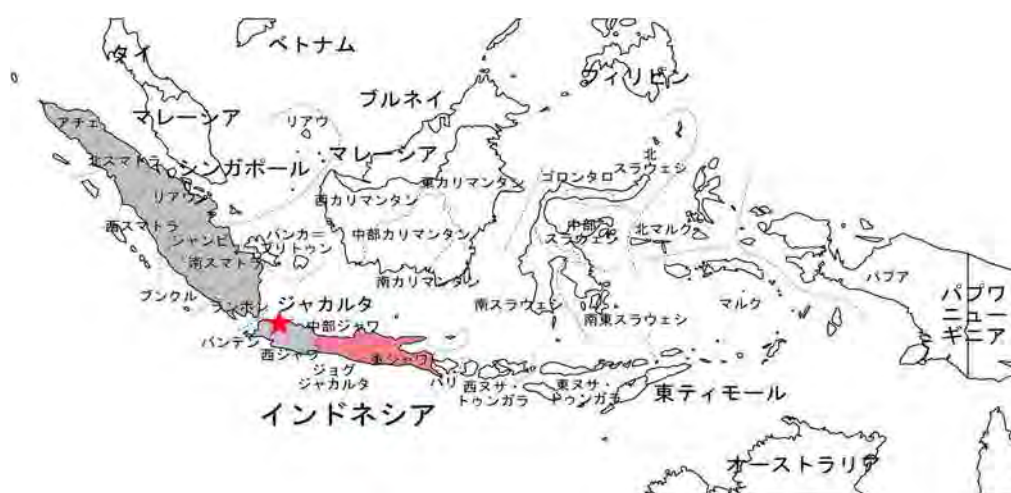 ベトナム
タイ
フィリピン
ブルネイ
マレーシア
リアウ
アチェ
マレーシア
北スマトラ
シンガポール
北
スラウェシ
ゴロンタロ
東カリマンタン
リアウ
西カリマンタン
西スマトラ
バンカ＝
ブリトゥン
中部カリマンタン
中部
スラウェシ
北マルク
ジャンビ
南スマトラ
南カリマンタン
パプア
ブンクル
ランポン
ジャカルタ
南スラウェシ
マルク
パプワ
ニュー
ギニア
中部ジャワ
南東スラウェシ
バンテン
西ジャワ
東ジャワ
ジョグ
ジャカルタ
バリ
西ヌサ・
トゥンガラ
東ヌサ・
トゥンガラ
東ティモール
インドネシア
オーストラリア